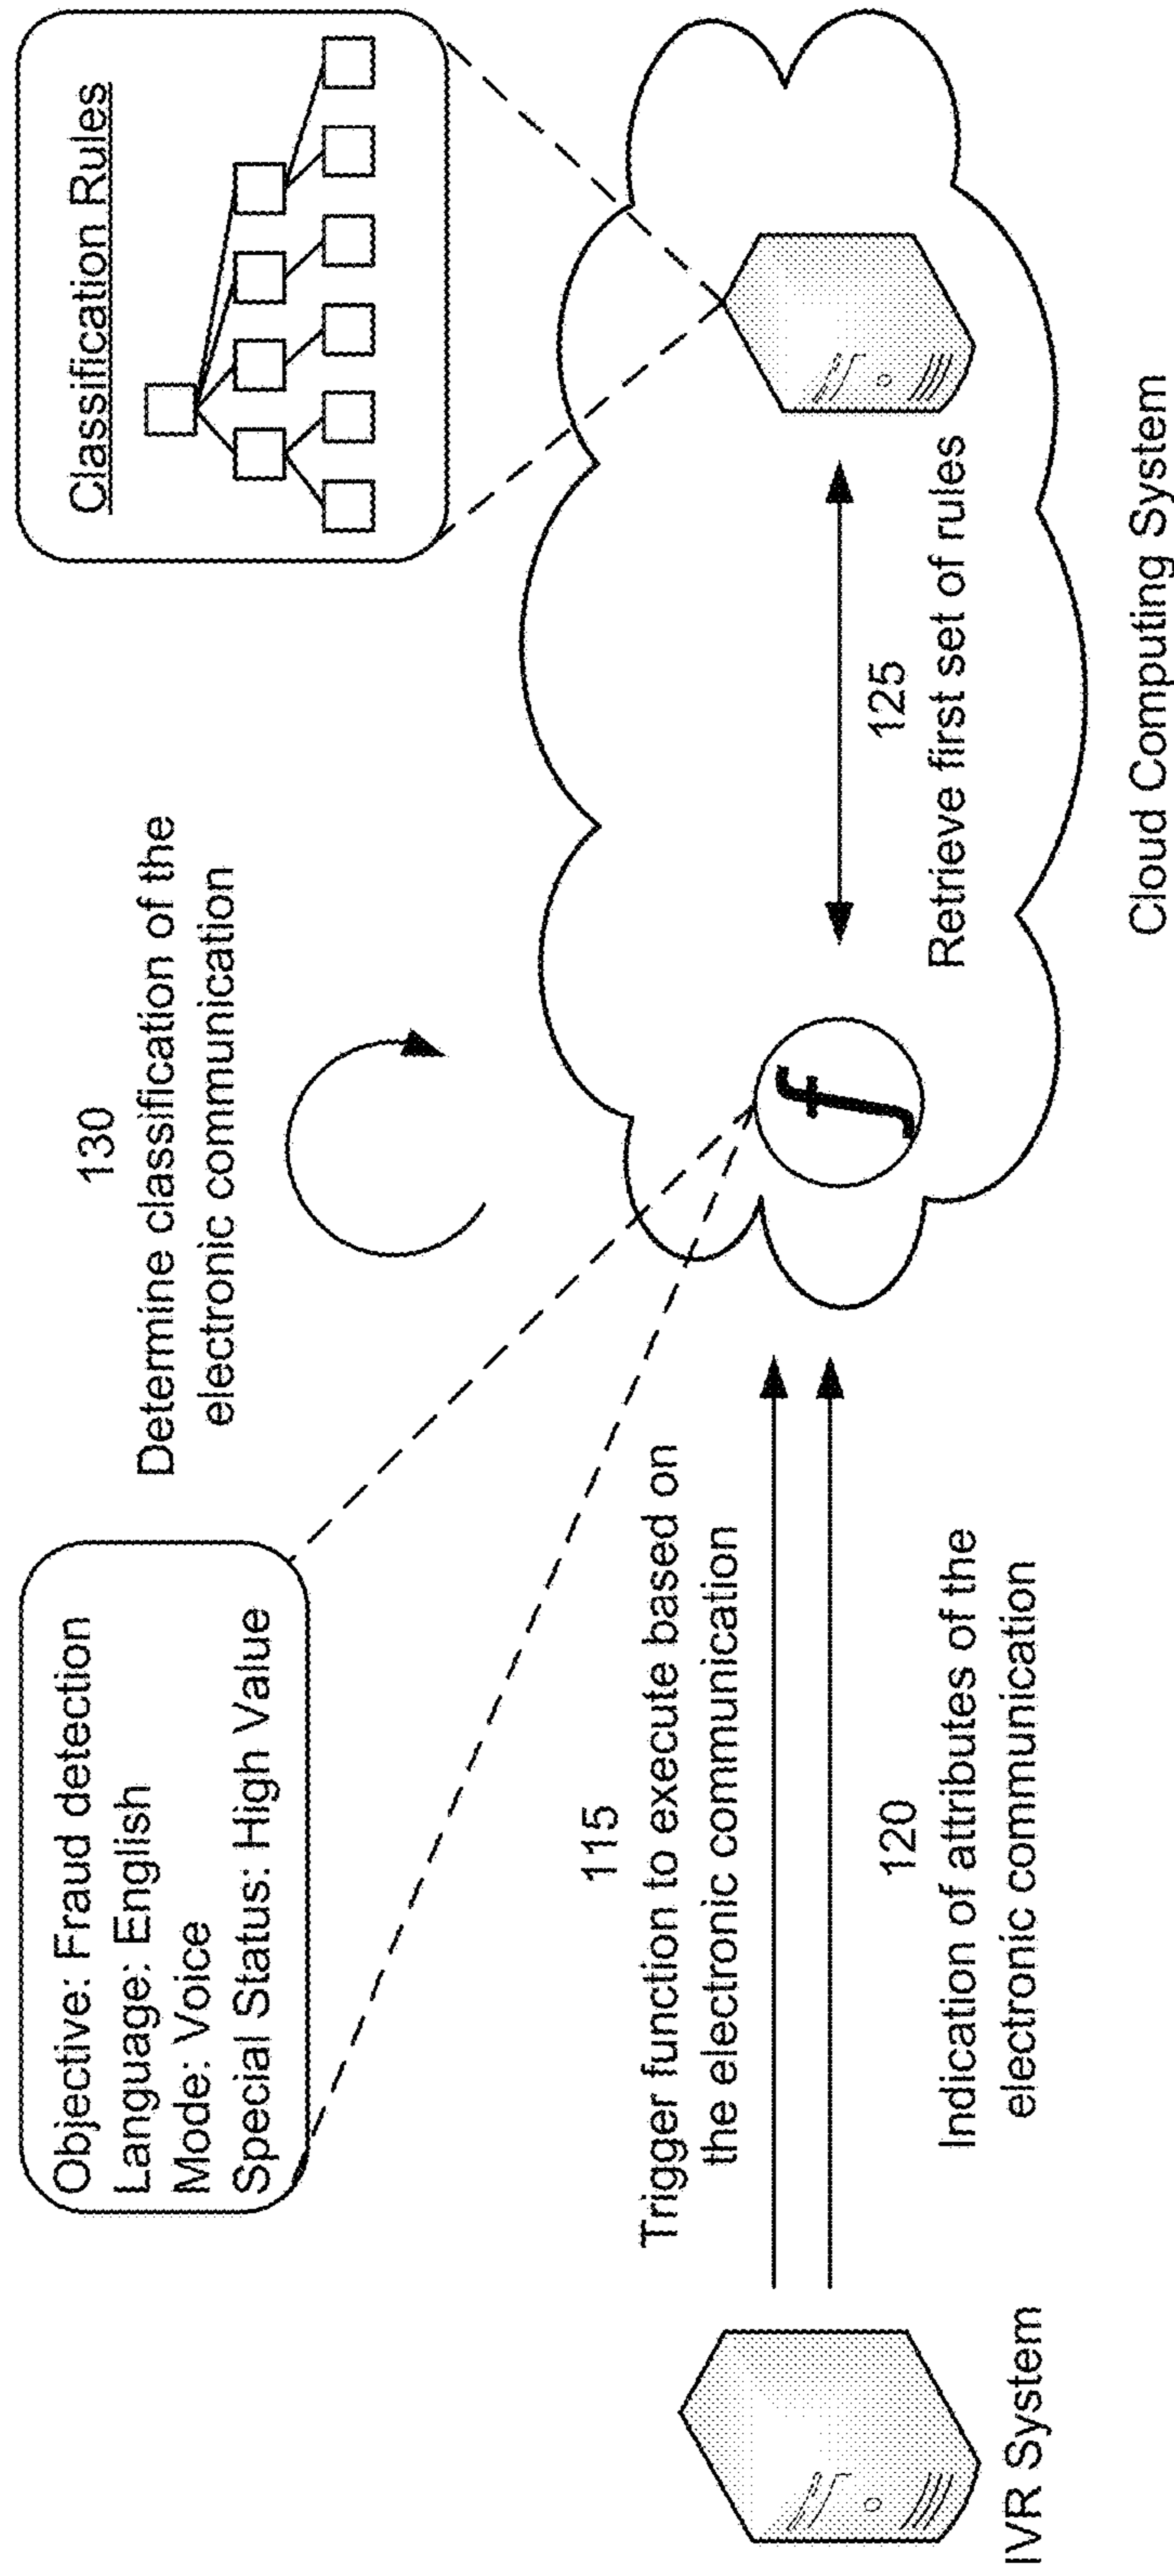 Objective: Fraud detection
Language: English
Mode: Voice
Special Status: High Value
130
Determine classification of the
electronic communication
Classification Rules
115
Trigger function to execute based on
the electronic communication
120
Indication of attributes of the
electronic communication
f
125
Retrieve first set of rules
IVR System
Cloud Computing System